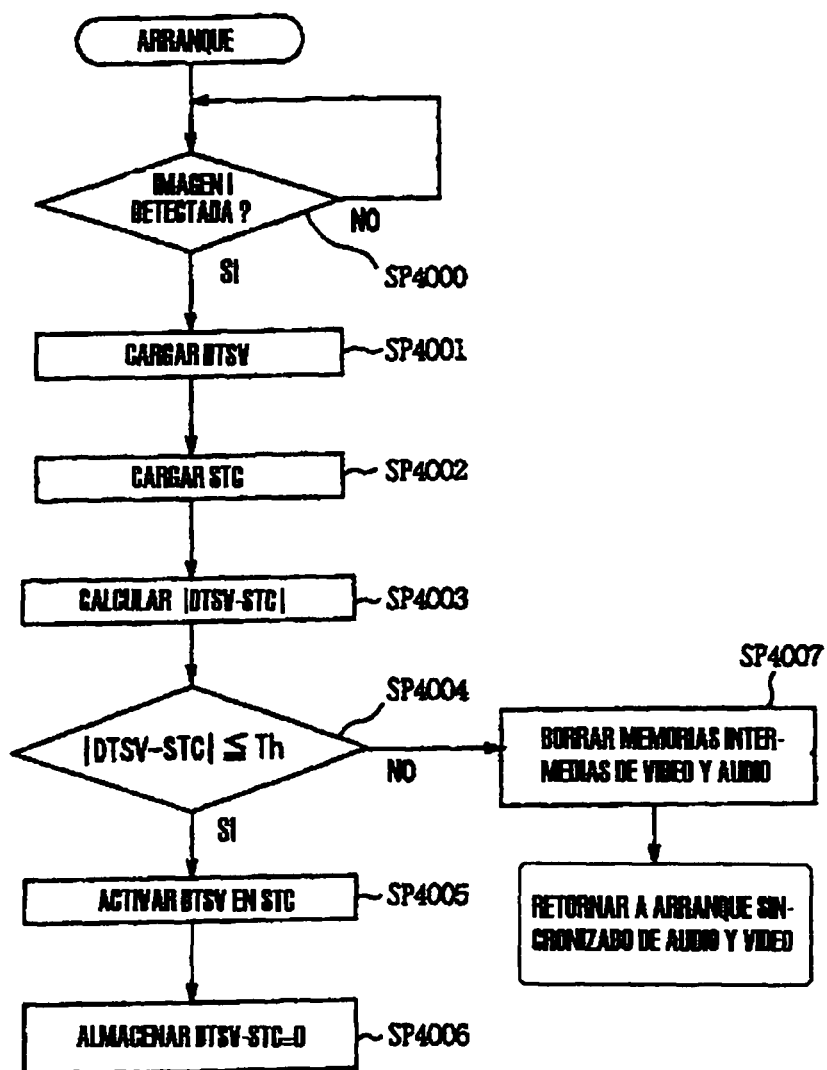 ARRANQUE
IMAGEN I
DETECTADA ?
NO
SI
SP4000
CARGAR DTSV
SP4001
CARGAR STC
SP4002
CALCULAR |DTSV-STC|
SP4003
SP4004
|DTSV-STC| ≦ Th
NO
SI
SP4007
BORRAR MEMORIAS INTER-
MEDIAS DE VIDEO Y AUDIO
ACTIVAR DTSV EN STC
SP4005
RETORNAR A ARRANQUE SIN-
CRONIZADO DE AUDIO Y VIDEO
ALMACENAR DTSV-STC=0
SP4006